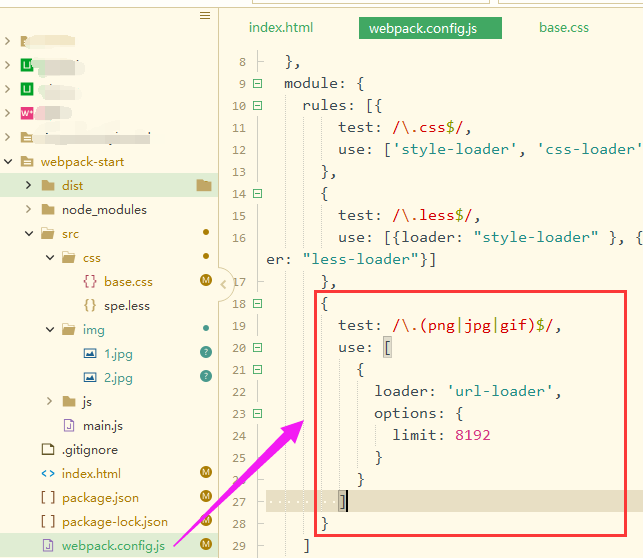 index.html
webpack.config.js
base.css
webpack-start
dist
node_modules
src
css
base.css M
spe.less
img
1.jpg ?
2.jpg ?
js
main.js
.gitignore
index.html M
package.json M
package-lock.json M
webpack.config.js M
8 },
9 module: {
10 rules: [{
11 test: /\.css$/,
12 use: ['style-loader', 'css-loader'
13 },
14 {
15 test: /\.less$/,
16 use: [{loader: "style-loader" }, {
er: "less-loader"}]
17 },
18 {
19 test: /\.(png|jpg|gif)$/,
20 use: [
21 {
22 loader: 'url-loader',
23 options: {
24 limit: 8192
25 }
}
27 ]
28 }
29 ]